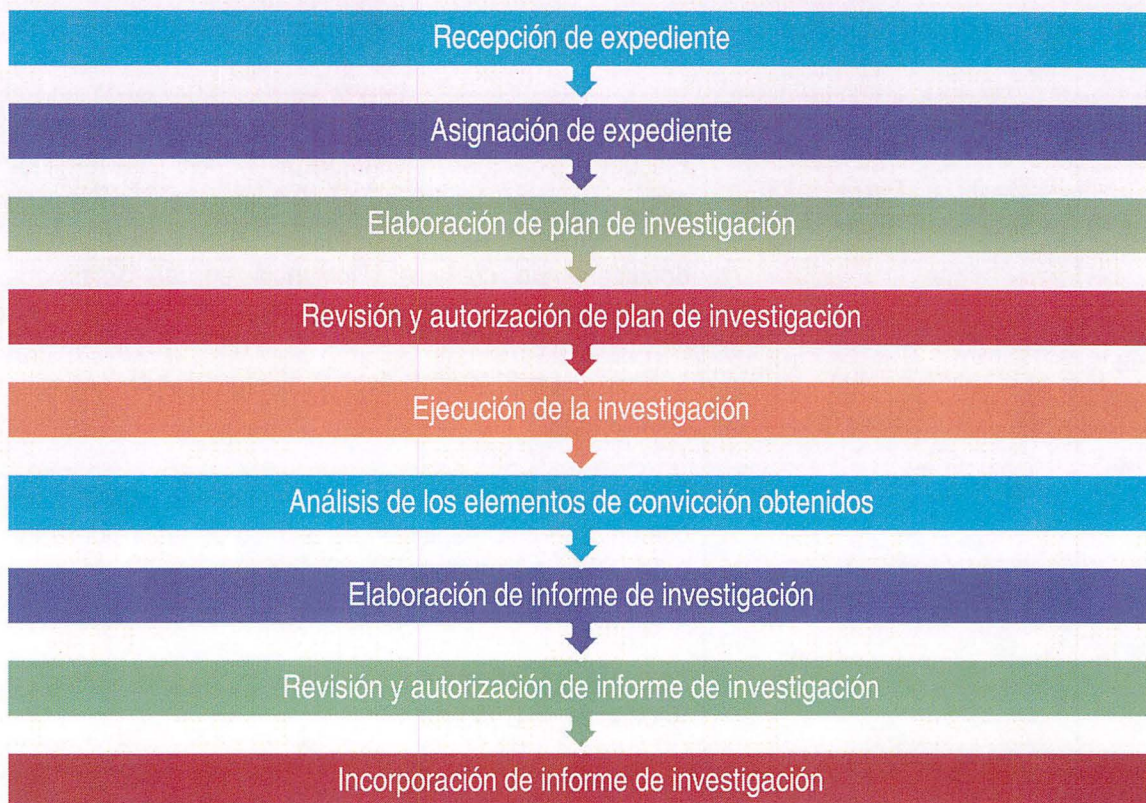 Recepción de expediente
Asignación de expediente
Elaboración de plan de investigación
Revisión y autorización de plan de investigación
Ejecución de la investigación
Análisis de los elementos de convicción obtenidos
Elaboración de informe de investigación
Revisión y autorización de informe de investigación
Incorporación de informe de investigación